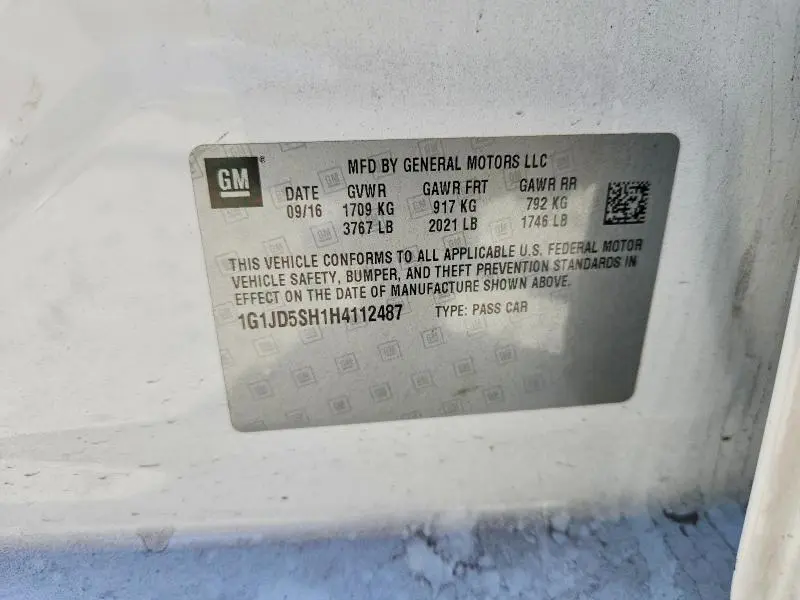 GM
®
MFD BY GENERAL MOTORS LLC
DATE GVWR GAWR FRT GAWR RR
09/16 1709 KG 917 KG 792 KG
3767 LB 2021 LB 1746 LB
THIS VEHICLE CONFORMS TO ALL APPLICABLE U.S. FEDERAL MOTOR
VEHICLE SAFETY, BUMPER, AND THEFT PREVENTION STANDARDS IN
EFFECT ON THE DATE OF MANUFACTURE SHOWN ABOVE.
1G1JD5SH1H4112487 TYPE: PASS CAR